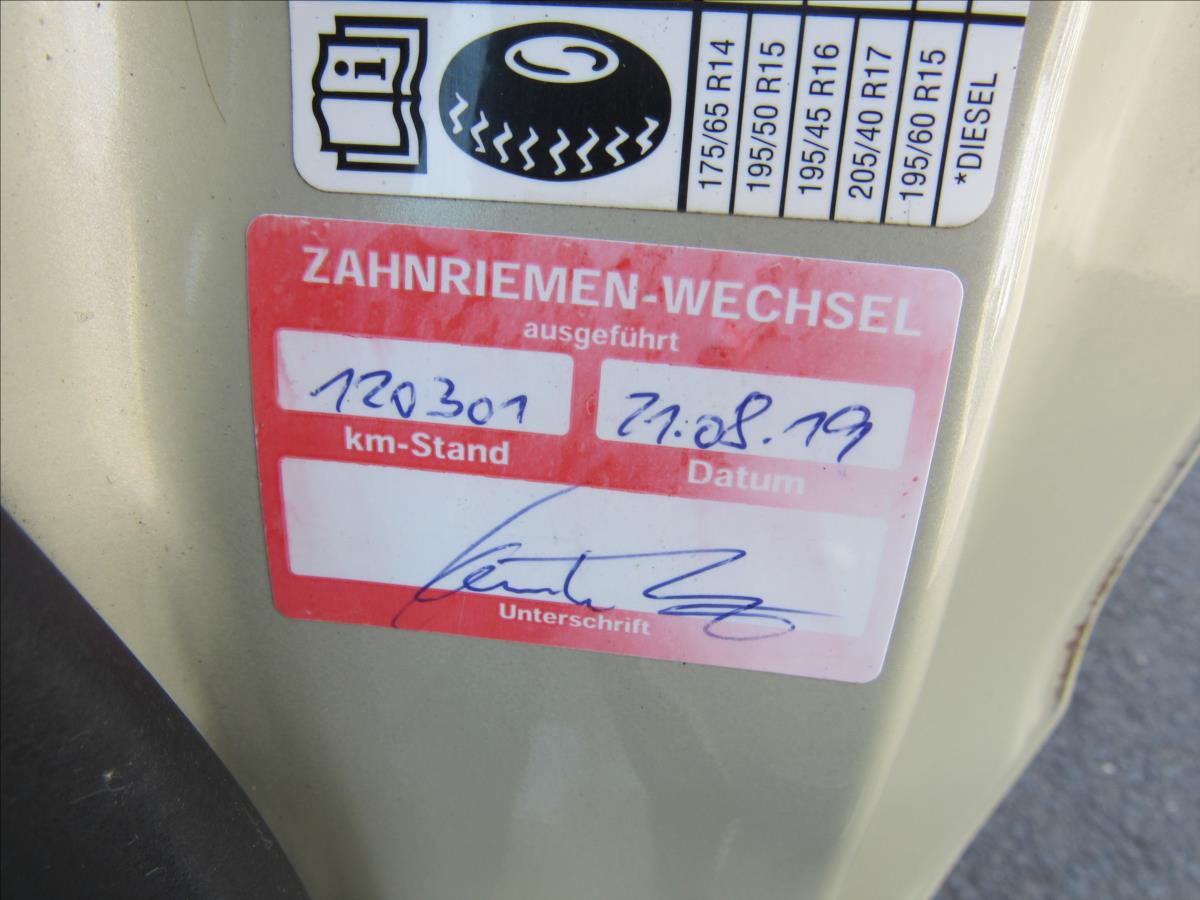 i
175/65 R14
195/50 R15
195/45 R16
205/40 R17
195/60 R15
*DIESEL
ZAHNRIEMEN-WECHSEL
ausgeführt
120301
21.08.19
km-Stand
Datum
Unterschrift